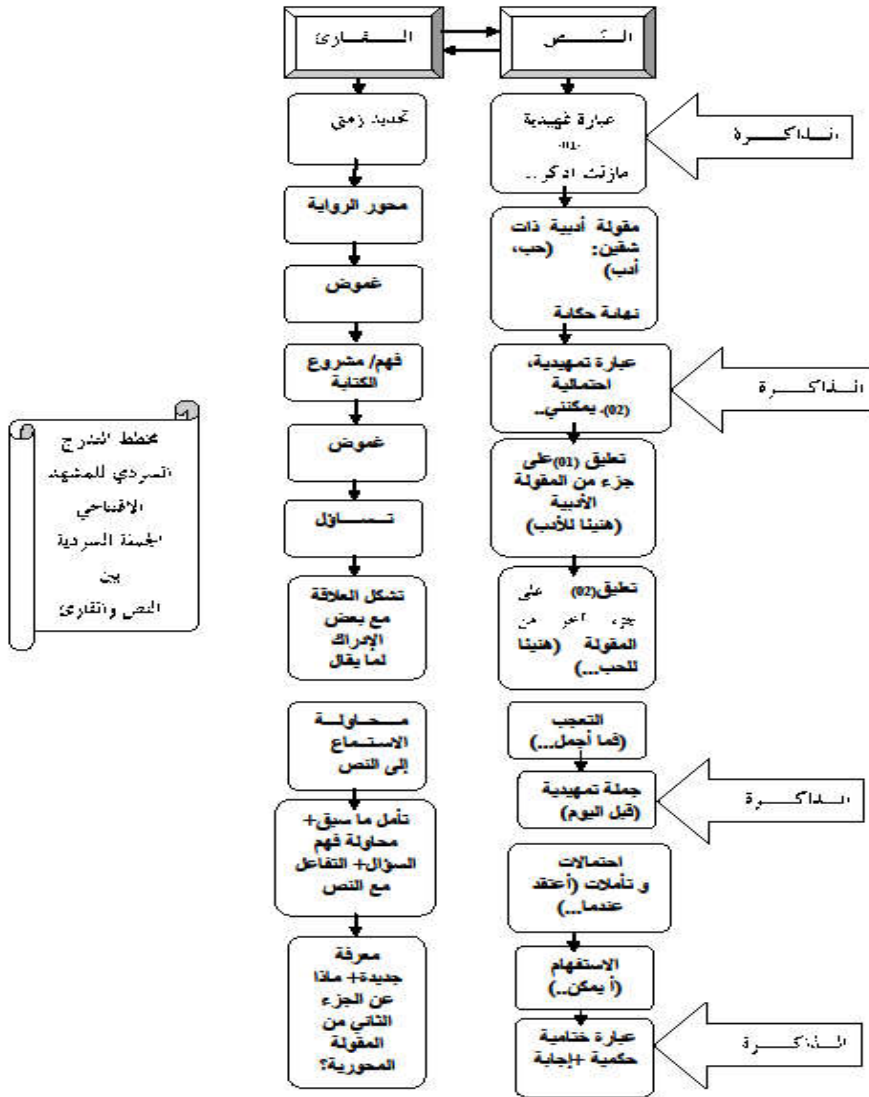 النص
القارئ
عبارة تمهيدية
(01)
مازلت أذكر..
الذاكرة
تحديد زمني
محور الرواية
مقولة أدبية ذات
شقين: (حب،
أدب)
نهاية حكاية
غموض
فهم/ مشروع
الكتابة
عبارة تمهيدية،
احتمالية
(02). يمكنني..
الذاكرة
غموض
تعليق (01) على
جزء من المقولة
الأدبية
(هنيئا للأدب)
تساؤل
تعليق (02) على
جزء آخر من
المقولة (هنيئا
للحب...)
تشكل العلاقة
مع بعض
الإدراك
لما يقال
مخطط التدرج
السردي للمشهد
الافتتاحي
الجملة السردية
بين
النص والقارئ
محاولة
الاستماع
إلى النص
التعجب
(فما أجمل...)
جملة تمهيدية
(قبل اليوم)
الذاكرة
تأمل ما سبق+
محاولة فهم
السؤال+ التفاعل
مع النص
احتمالات
و تأملات (أعتقد
عندما...)
معرفة
جديدة+ ماذا
عن الجزء
الثاني من
المقولة
المحورية؟
الاستفهام
(أ يمكن..)
عبارة ختامية
حكمية +إجابة
الذاكرة